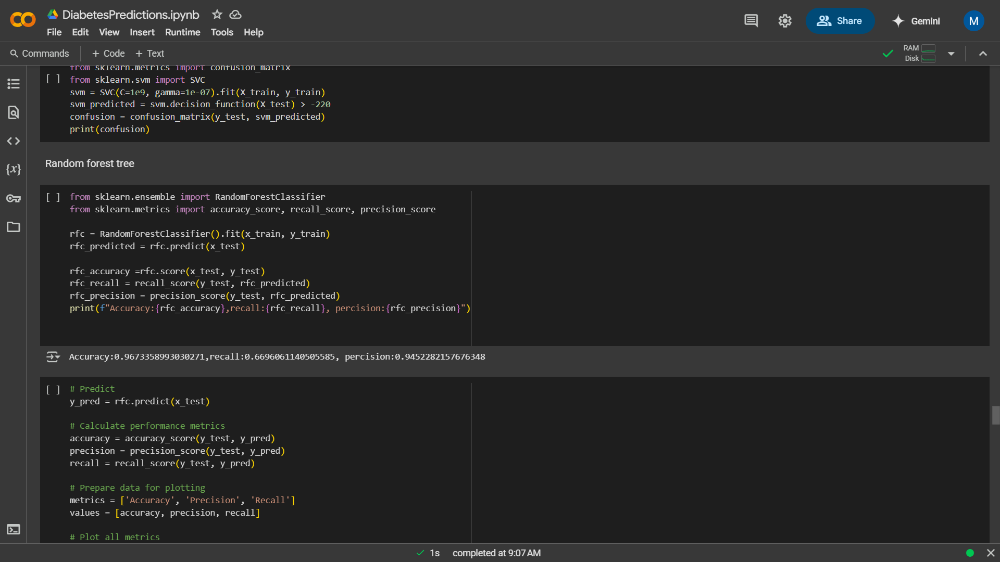 DiabetesPredictions.ipynb
File Edit View Insert Runtime Tools Help
Share
Gemini
M
Commands + Code + Text
RAM
Disk
from sklearn.metrics import confusion_matrix
[ ] from sklearn.svm import SVC
svm = SVC(C=1e9, gamma=1e-07).fit(X_train, y_train)
svm_predicted = svm.decision_function(X_test) > -220
confusion = confusion_matrix(y_test, svm_predicted)
print(confusion)
Random forest tree
[ ] from sklearn.ensemble import RandomForestClassifier
from sklearn.metrics import accuracy_score, recall_score, precision_score
rfc = RandomForestClassifier().fit(x_train, y_train)
rfc_predicted = rfc.predict(x_test)
rfc_accuracy =rfc.score(x_test, y_test)
rfc_recall = recall_score(y_test, rfc_predicted)
rfc_precision = precision_score(y_test, rfc_predicted)
print(f"Accuracy:{rfc_accuracy},recall:{rfc_recall}, percision:{rfc_precision}")
Accuracy:0.9673358993030271,recall:0.6696061140505585, percision:0.9452282157676348
[ ] # Predict
y_pred = rfc.predict(x_test)
# Calculate performance metrics
accuracy = accuracy_score(y_test, y_pred)
precision = precision_score(y_test, y_pred)
recall = recall_score(y_test, y_pred)
# Prepare data for plotting
metrics = ['Accuracy', 'Precision', 'Recall']
values = [accuracy, precision, recall]
# Plot all metrics
1s completed at 9:07 AM